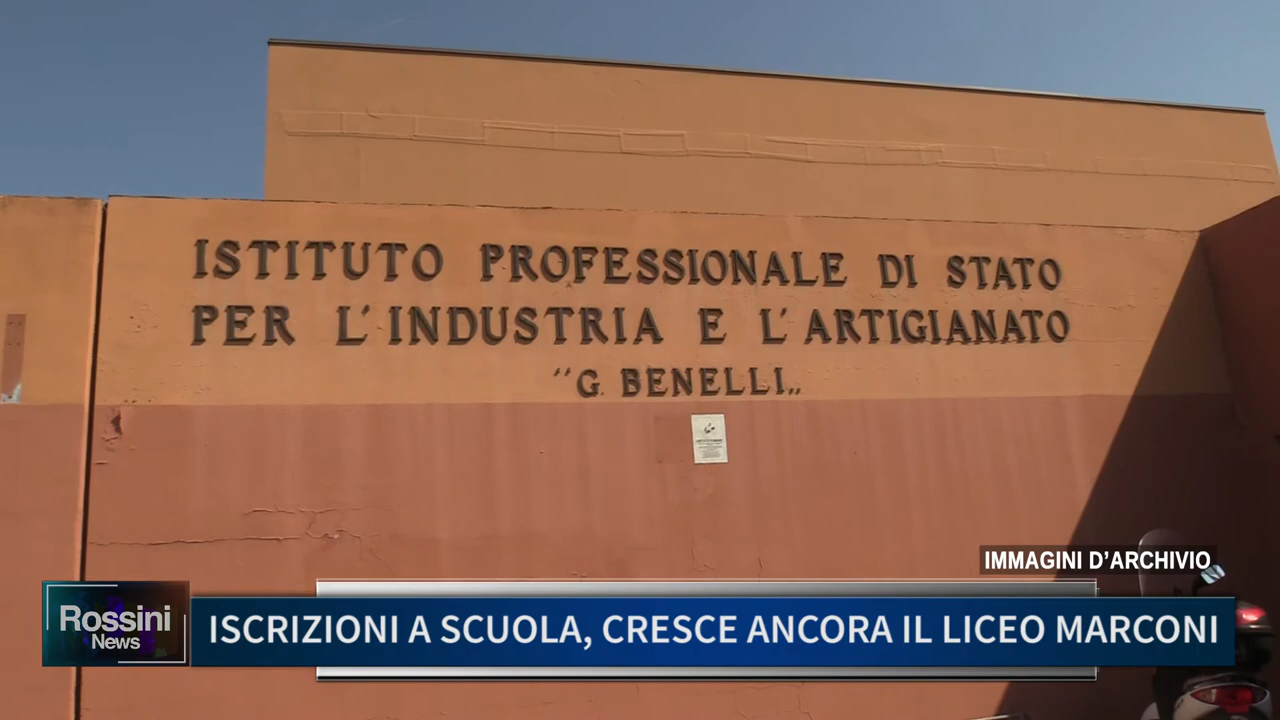 ISTITUTO PROFESSIONALE DI STATO
PER L'INDUSTRIA E L'ARTIGIANATO
"G. BENELLI„
IMMAGINI D'ARCHIVIO
Rossini
News
ISCRIZIONI A SCUOLA, CRESCE ANCORA IL LICEO MARCONI